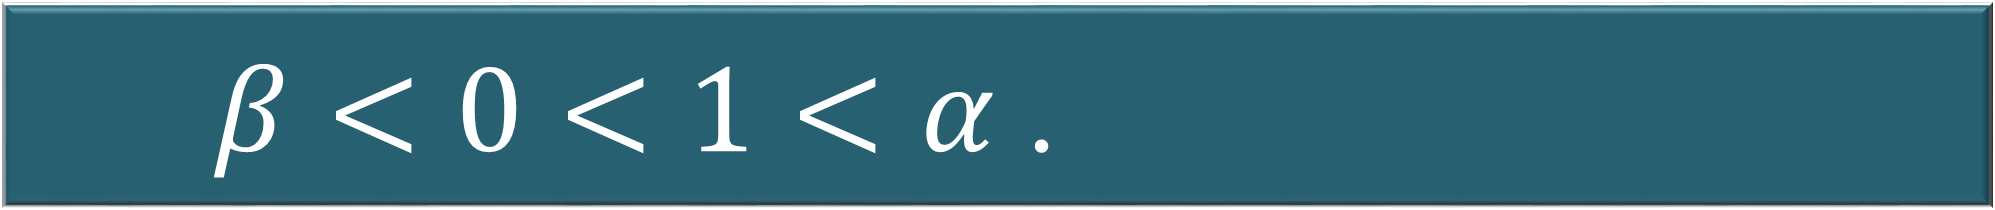 β < 0 < 1 < α .